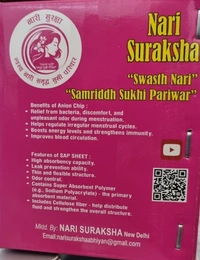 नारी सुरक्षा
Nari
Suraksha
"Swasth Nari"
"Samriddh Sukhi Pariwar"
Benefits of Anion Chip :
- Relief from bacteria, discomfort, and
unpleasant odour during menstruation.
- Helps regulate irregular menstrual cycles.
- Boosts energy levels and strengthens immunity.
- Improves blood circulation.
Features of SAP SHEET :
- High absorbency capacity.
- Leak prevention ability.
- Thin and flexible structure.
- Odor control.
- Contains Super Absorbent Polymer
(e.g., Sodium Polyacrylate) - the primary
absorbent material.
- Includes Cellulose fiber - help distribute
fluid and strengthen the overall structure.
Mktd. By: NARI SURAKSHA New Delhi
Email:narisurakshaabhiyan@gmail.com